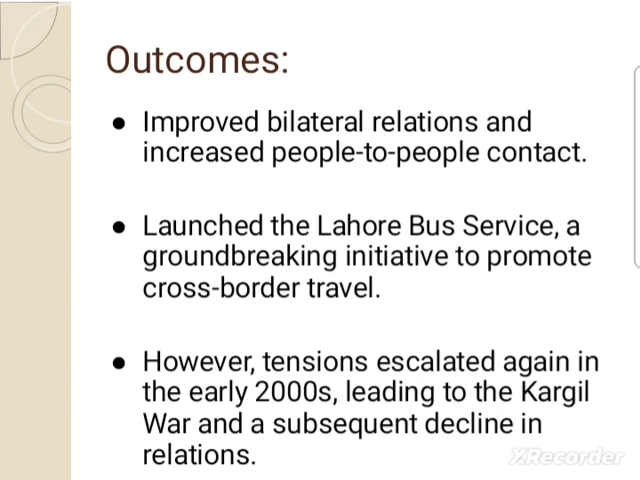 Outcomes:
● Improved bilateral relations and
increased people-to-people contact.
● Launched the Lahore Bus Service, a
groundbreaking initiative to promote
cross-border travel.
● However, tensions escalated again in
the early 2000s, leading to the Kargil
War and a subsequent decline in
relations.
XRecorder